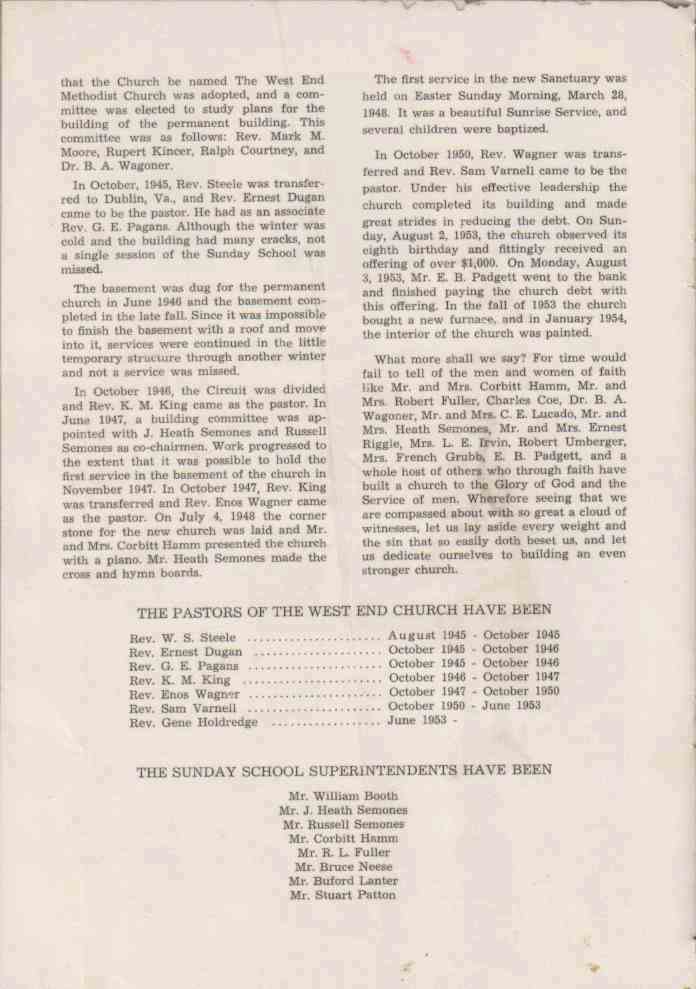 that the Church be named The West End
Methodist Church was adopted, and a com-
mittee was elected to study plans for the
building of the permanent building. This
committee was as follows: Rev. Mark M.
Moore, Rupert Kincer, Ralph Courtney, and
Dr. B. A. Wagoner.
In October, 1945, Rev. Steele was transfer-
red to Dublin, Va., and Rev. Ernest Dugan
came to be the pastor. He had as an associate
Rev. G. E. Pagans. Although the winter was
cold and the building had many cracks, not
a single session of the Sunday School was
missed.
The basement was dug for the permanent
church in June 1946 and the basement com-
pleted in the late fall. Since it was impossible
to finish the basement with a roof and move
into it, services were continued in the little
temporary structure through another winter
and not a service was missed.
In October 1946, the Circuit was divided
and Rev. K. M. King came as the pastor. In
June 1947, a building committee was ap-
pointed with J. Heath Semones and Russell
Semones as co-chairmen. Work progressed to
the extent that it was possible to hold the
first service in the basement of the church in
November 1947. In October 1947, Rev. King
was transferred and Rev. Enos Wagner came
as the pastor. On July 4, 1948 the corner
stone for the new church was laid and Mr.
and Mrs. Corbitt Hamm presented the church
with a piano. Mr. Heath Semones made the
cross and hymn boards.
The first service in the new Sanctuary was
held on Easter Sunday Morning, March 28,
1948. It was a beautiful Sunrise Service, and
several children were baptized.
In October 1950, Rev. Wagner was trans-
ferred and Rev. Sam Varnell came to be the
pastor. Under his effective leadership the
church completed its building and made
great strides in reducing the debt. On Sun-
day, August 2, 1953, the church observed its
eighth birthday and fittingly received an
offering of over $1,000. On Monday, August
3, 1953, Mr. E. B. Padgett went to the bank
and finished paying the church debt with
this offering. In the fall of 1953 the church
bought a new furnace, and in January 1954,
the interior of the church was painted.
What more shall we say? For time would
fail to tell of the men and women of faith
like Mr. and Mrs. Corbitt Hamm, Mr. and
Mrs. Robert Fuller, Charles Coe, Dr. B. A.
Wagoner, Mr. and Mrs. C. E. Lucado, Mr. and
Mrs. Heath Semones, Mr. and Mrs. Ernest
Riggle, Mrs. L. E. Irvin, Robert Umberger,
Mrs. French Grubb, E. B. Padgett, and a
whole host of others who through faith have
built a church to the Glory of God and the
Service of men. Wherefore seeing that we
are compassed about with so great a cloud of
witnesses, let us lay aside every weight and
the sin that so easily doth beset us, and let
us dedicate ourselves to building an even
stronger church.
THE PASTORS OF THE WEST END CHURCH HAVE BEEN
Rev. W. S. Steele ...................... August 1945 - October 1945
Rev. Ernest Dugan ..................... October 1945 - October 1946
Rev. G. E. Pagans ...................... October 1945 - October 1946
Rev. K. M. King ....................... October 1946 - October 1947
Rev. Enos Wagner ...................... October 1947 - October 1950
Rev. Sam Varnell ...................... October 1950 - June 1953
Rev. Gene Holdredge .................. June 1953 -
THE SUNDAY SCHOOL SUPERINTENDENTS HAVE BEEN
Mr. William Booth
Mr. J. Heath Semones
Mr. Russell Semones
Mr. Corbitt Hamm
Mr. R. L. Fuller
Mr. Bruce Neese
Mr. Buford Lanter
Mr. Stuart Patton